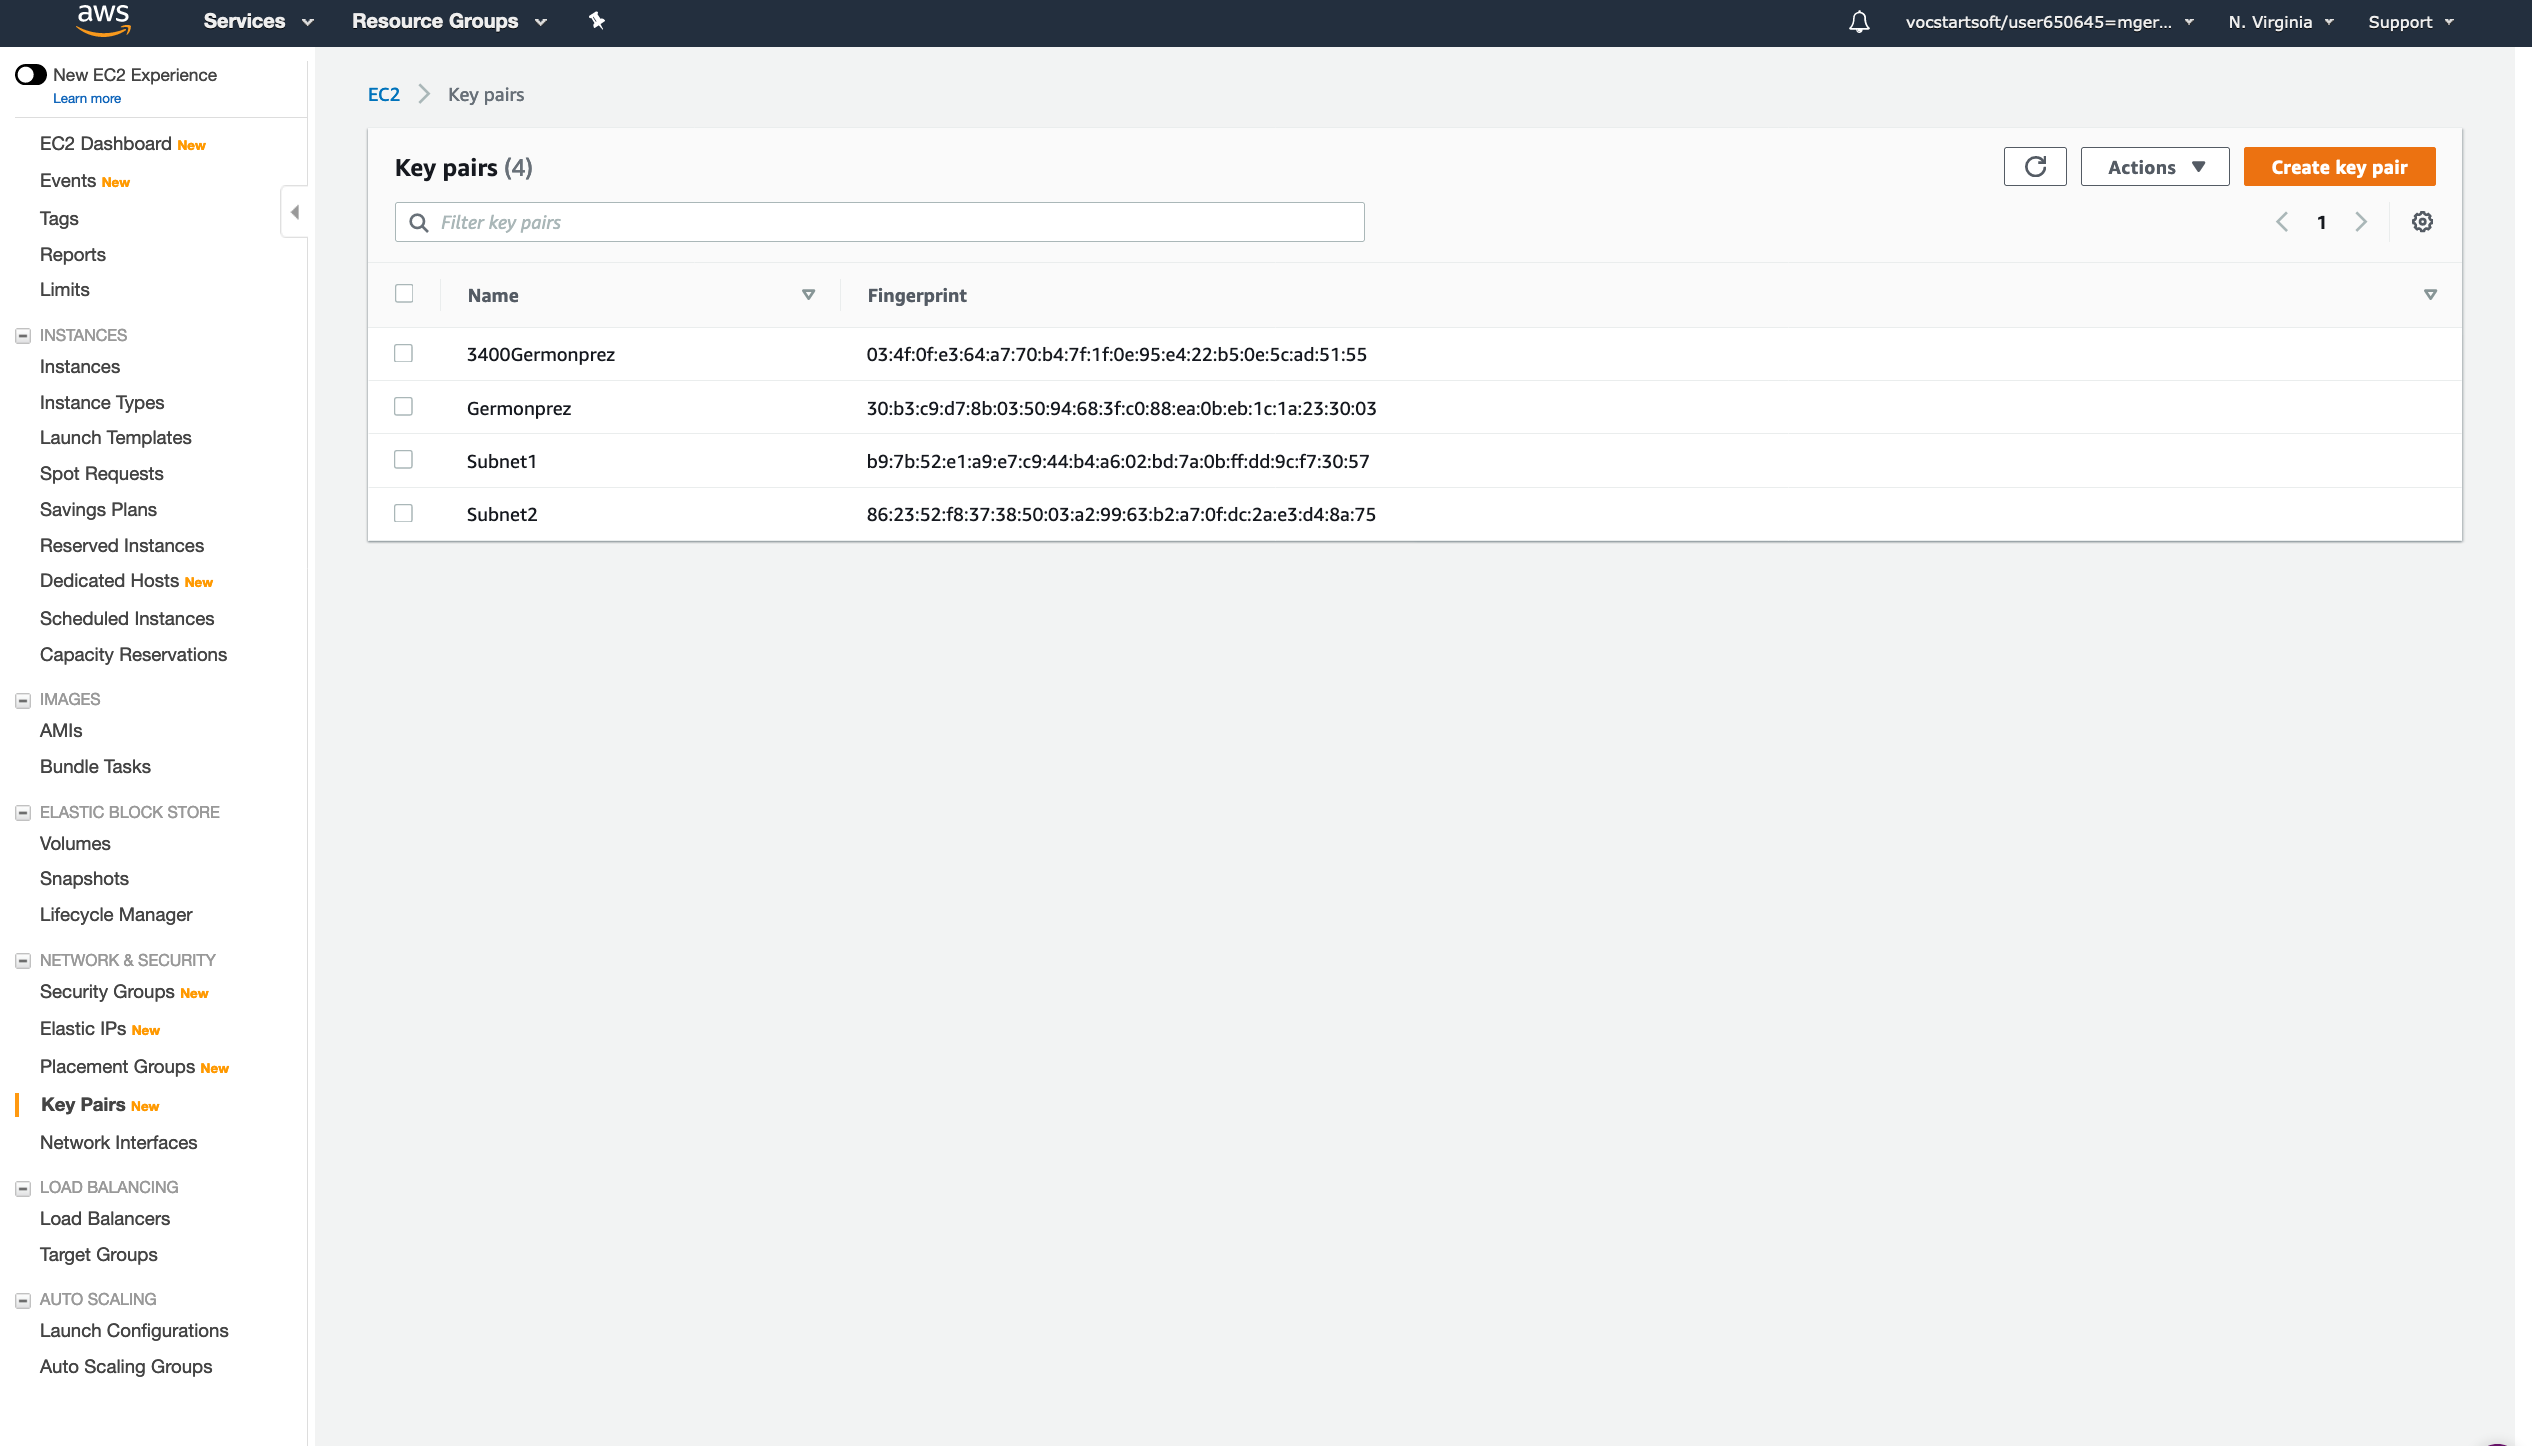 aws Services Resource Groups vocstartsoft/user650645=mger... N. Virginia Support
New EC2 Experience
Learn more
EC2 Dashboard New
Events New
Tags
Reports
Limits
INSTANCES
Instances
Instance Types
Launch Templates
Spot Requests
Savings Plans
Reserved Instances
Dedicated Hosts New
Scheduled Instances
Capacity Reservations
IMAGES
AMIs
Bundle Tasks
ELASTIC BLOCK STORE
Volumes
Snapshots
Lifecycle Manager
NETWORK & SECURITY
Security Groups New
Elastic IPs New
Placement Groups New
Key Pairs New
Network Interfaces
LOAD BALANCING
Load Balancers
Target Groups
AUTO SCALING
Launch Configurations
Auto Scaling Groups
EC2 Key pairs
Key pairs (4) Actions Create key pair
Filter key pairs 1
Name Fingerprint
3400Germonprez 03:4f:0f:e3:64:a7:70:b4:7f:1f:0e:95:e4:22:b5:0e:5c:ad:51:55
Germonprez 30:b3:c9:d7:8b:03:50:94:68:3f:c0:88:ea:0b:eb:1c:1a:23:30:03
Subnet1 b9:7b:52:e1:a9:e7:c9:44:b4:a6:02:bd:7a:0b:ff:dd:9c:f7:30:57
Subnet2 86:23:52:f8:37:38:50:03:a2:99:63:b2:a7:0f:dc:2a:e3:d4:8a:75